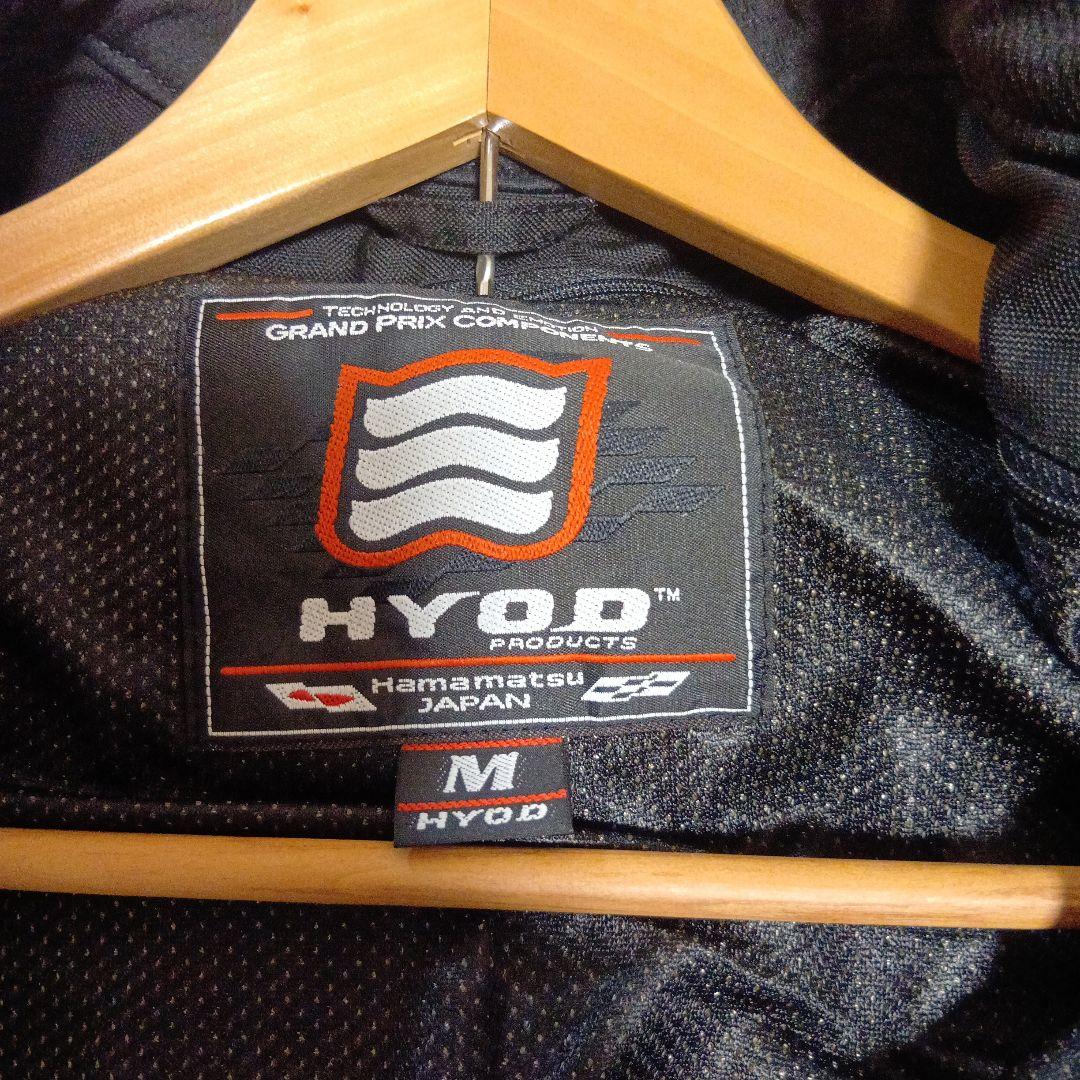 TECHNOLOGY AND EMOTION
GRAND PRIX COMPONENTS
HYOD™
PRODUCTS
Hamamatsu
JAPAN
M
HYOD